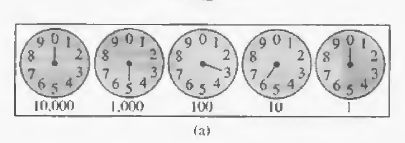 9 0 1 9 0 1 9 0 1 9 0 1 9 0 1
8 2 8 2 8 2 8 2 8 2
7 3 7 3 7 3 7 3 7 3
6 5 4 6 5 4 6 5 4 6 5 4 6 5 4
10,000 1,000 100 10 1
(a)